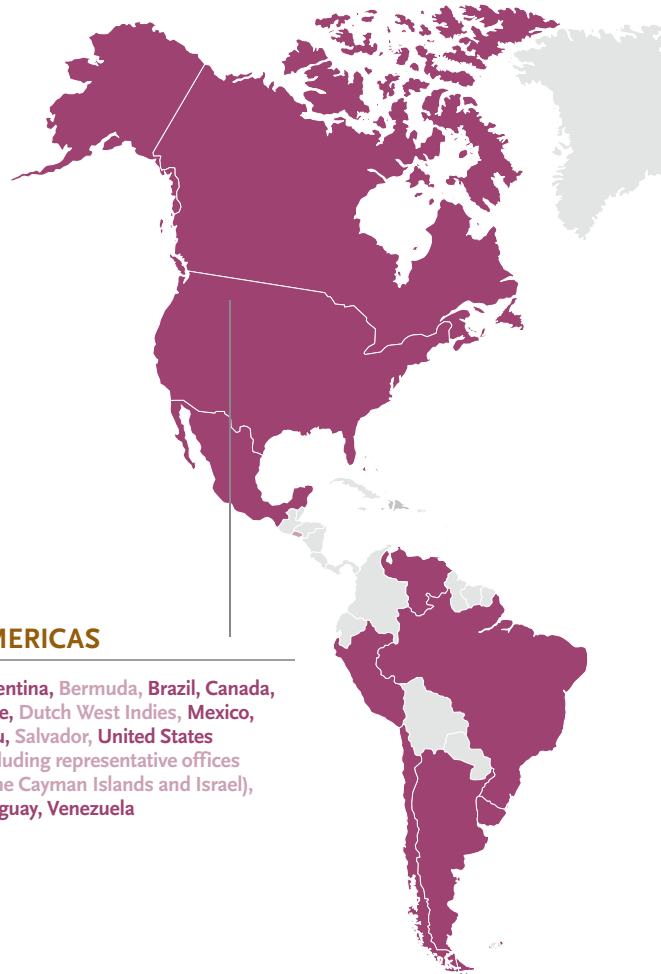 MERICAS
entina, Bermuda, Brazil, Canada,
e, Dutch West Indies, Mexico,
u, Salvador, United States
luding representative offices
ne Cayman Islands and Israel),
guay, Venezuela